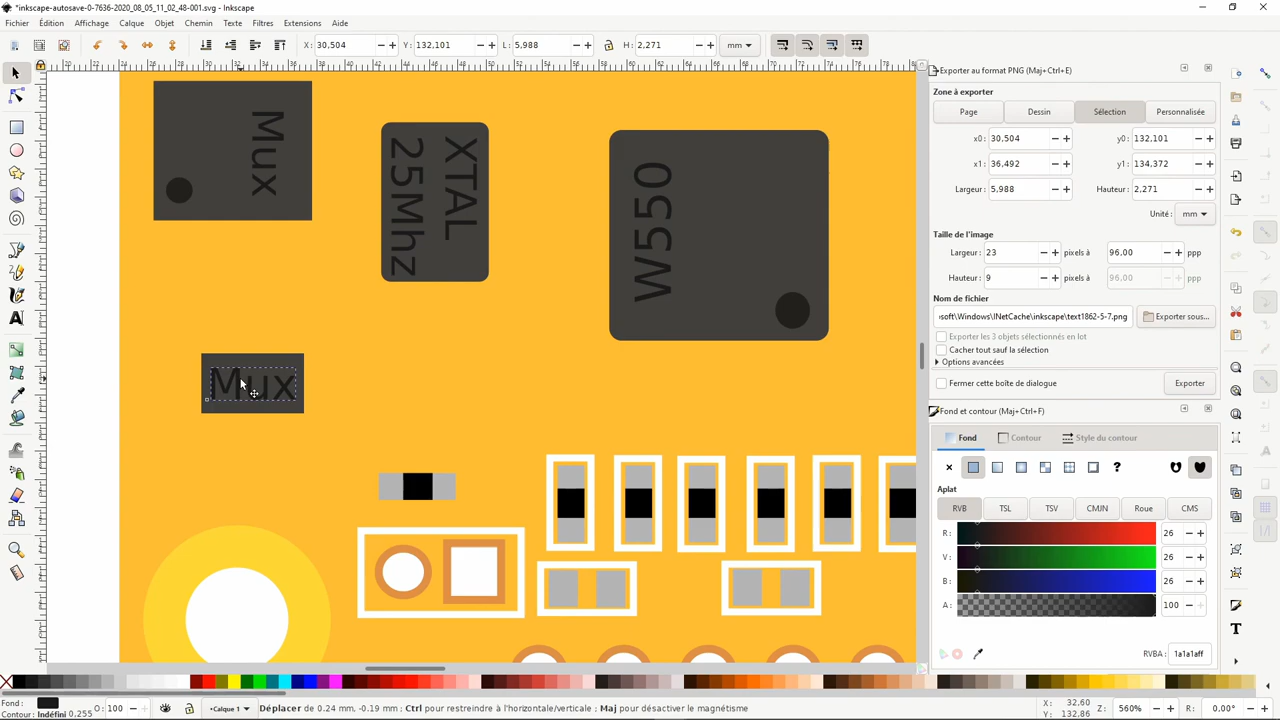 *inkscape-autosave-0-7636-2020_08_05_11_02_48-001.svg - Inkscape
Fichier Édition Affichage Calque Objet Chemin Texte Filtres Extensions Aide
X: 30,504 − + Y: 132,101 − + L: 5,988 − + H: 2,271 − + mm
Exporter au format PNG (Maj+Ctrl+E)
Zone à exporter
Page Dessin Sélection Personnalisée
x0: 30,504 − + y0: 132,101 − +
x1: 36,492 − + y1: 134,372 − +
Largeur : 5,988 − + Hauteur : 2,271 − +
Unité : mm
Taille de l'image
Largeur : 23 − + pixels à 96,00 − + ppp
Hauteur : 9 − + pixels à 96,00 − + ppp
Nom de fichier
›soft\Windows\INetCache\inkscape\text1862-5-7.png Exporter sous...
Exporter les 3 objets sélectionnés en lot
Cacher tout sauf la sélection
Options avancées
Fermer cette boîte de dialogue Exporter
Fond et contour (Maj+Ctrl+F)
Fond Contour Style du contour
Aplat
RVB TSL TSV CMJN Roue CMS
R : 26 − +
V : 26 − +
B : 26 − +
A : 100 − +
RVBA : 1a1a1aff
Mux
XTAL
25Mhz
W550
Mux
Fond :
Contour : Indéfini 0,255
O: 100 − + •Calque 1 Déplacer de 0.24 mm, -0.19 mm ; Ctrl pour restreindre à l'horizontale/verticale ; Maj pour désactiver le magnétisme
X: 32,60
Y: 132,86
Z: 560% − + R: 0,00° − +